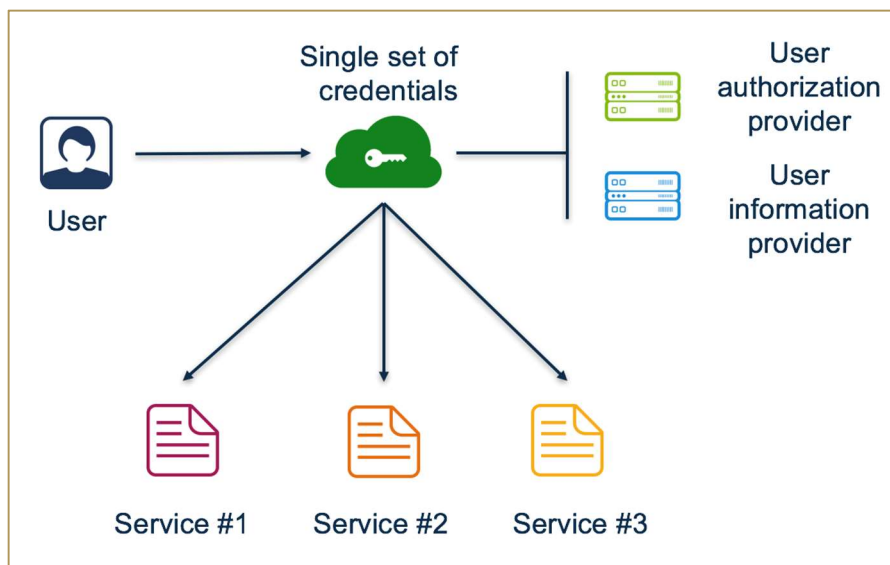 Single set of
credentials
User
authorization
provider
User
User
information
provider
Service #1
Service #2
Service #3